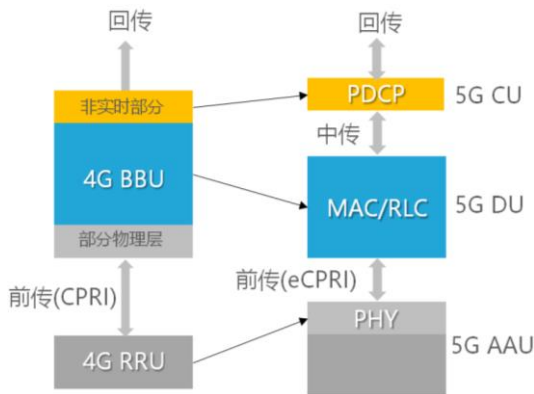 回传
非实时部分
4G BBU
部分物理层
前传(CPRI)
4G RRU
回传
PDCP
5G CU
中传
MAC/RLC
5G DU
前传(eCPRI)
PHY
5G AAU